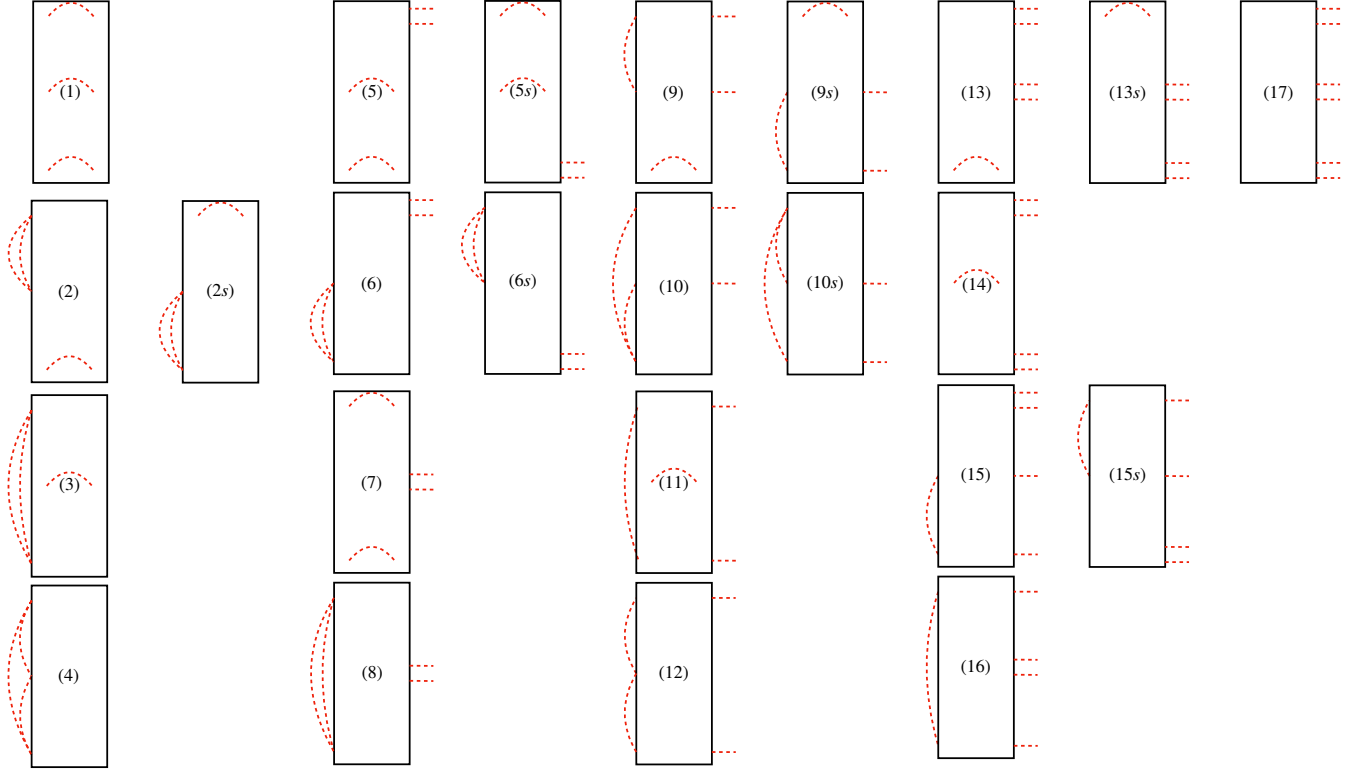 (1) (5) (5s) (9) (9s) (13) (13s) (17)
(2) (2s) (6) (6s) (10) (10s) (14)
(3) (7) (11) (15) (15s)
(4) (8) (12) (16)